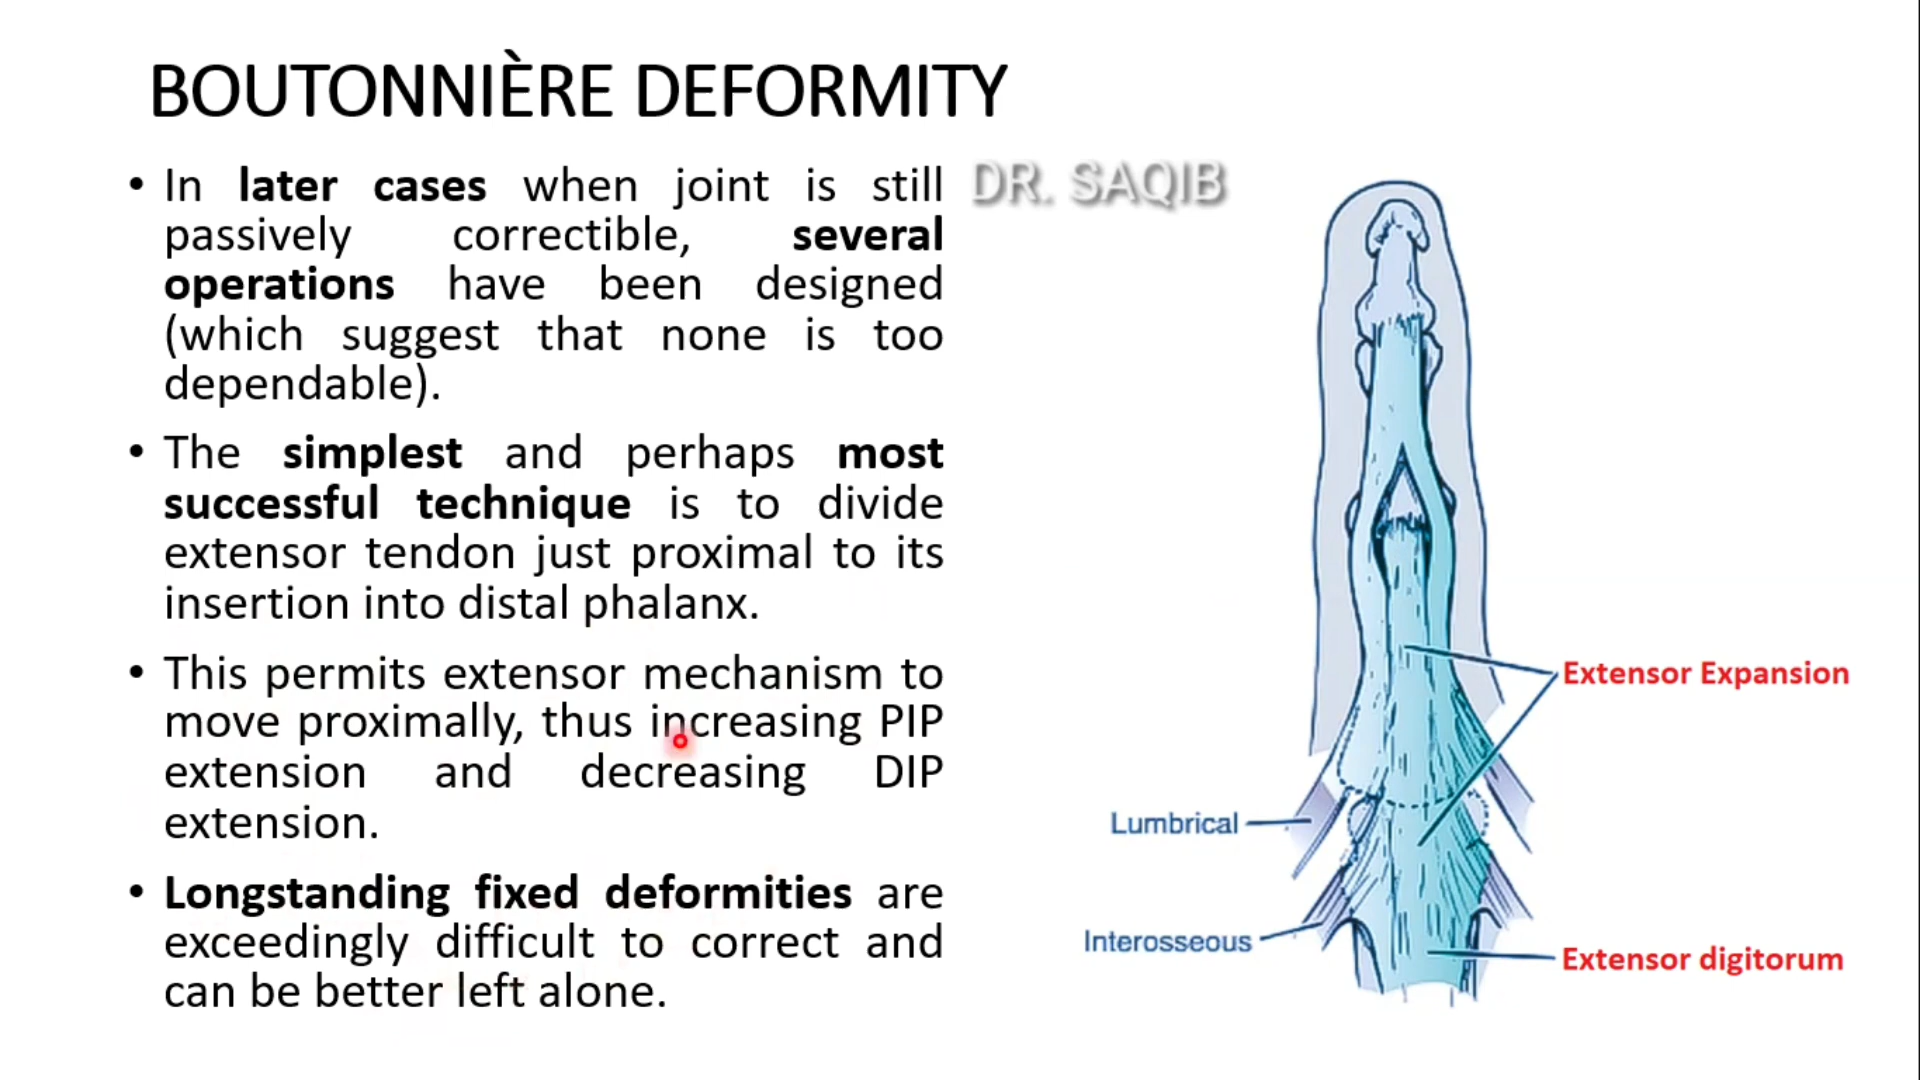 BOUTONNIÈRE DEFORMITY
DR. SAQIB
• In later cases when joint is still
passively correctible, several
operations have been designed
(which suggest that none is too
dependable).
• The simplest and perhaps most
successful technique is to divide
extensor tendon just proximal to its
insertion into distal phalanx.
• This permits extensor mechanism to
move proximally, thus increasing PIP
extension and decreasing DIP
extension.
• Longstanding fixed deformities are
exceedingly difficult to correct and
can be better left alone.
Extensor Expansion
Lumbrical
Interosseous
Extensor digitorum